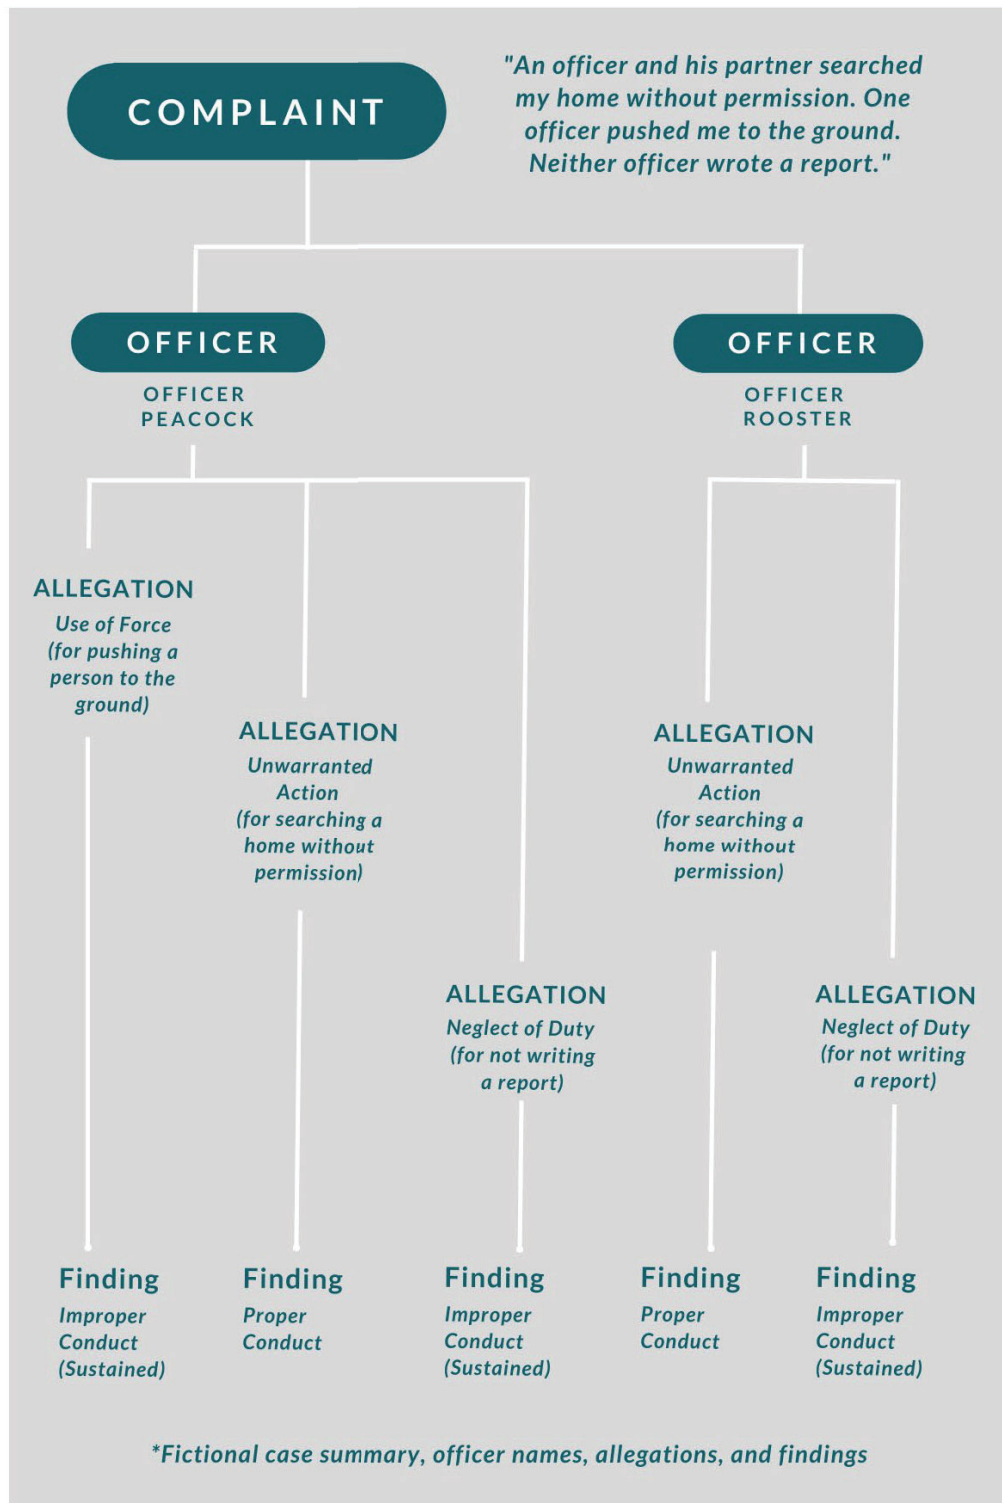 COMPLAINT
"An officer and his partner searched
my home without permission. One
officer pushed me to the ground.
Neither officer wrote a report."
OFFICER
OFFICER
PEACOCK
OFFICER
OFFICER
ROOSTER
ALLEGATION
Use of Force
(for pushing a
person to the
ground)
ALLEGATION
Unwarranted
Action
(for searching a
home without
permission)
ALLEGATION
Neglect of Duty
(for not writing
a report)
ALLEGATION
Unwarranted
Action
(for searching a
home without
permission)
ALLEGATION
Neglect of Duty
(for not writing
a report)
Finding
Improper
Conduct
(Sustained)
Finding
Proper
Conduct
Finding
Improper
Conduct
(Sustained)
Finding
Proper
Conduct
Finding
Improper
Conduct
(Sustained)
*Fictional case summary, officer names, allegations, and findings